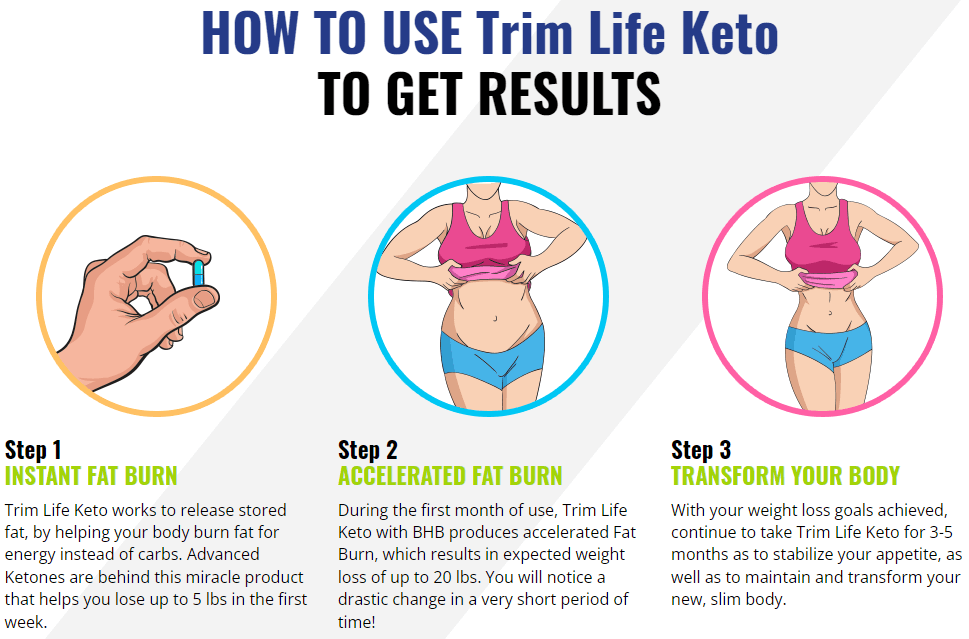 HOW TO USE Trim Life Keto
TO GET RESULTS
Step 1
INSTANT FAT BURN
Trim Life Keto works to release stored
fat, by helping your body burn fat for
energy instead of carbs. Advanced
Ketones are behind this miracle product
that helps you lose up to 5 lbs in the first
week.
Step 2
ACCELERATED FAT BURN
During the first month of use, Trim Life
Keto with BHB produces accelerated Fat
Burn, which results in expected weight
loss of up to 20 lbs. You will notice a
drastic change in a very short period of
time!
Step 3
TRANSFORM YOUR BODY
With your weight loss goals achieved,
continue to take Trim Life Keto for 3-5
months as to stabilize your appetite, as
well as to maintain and transform your
new, slim body.